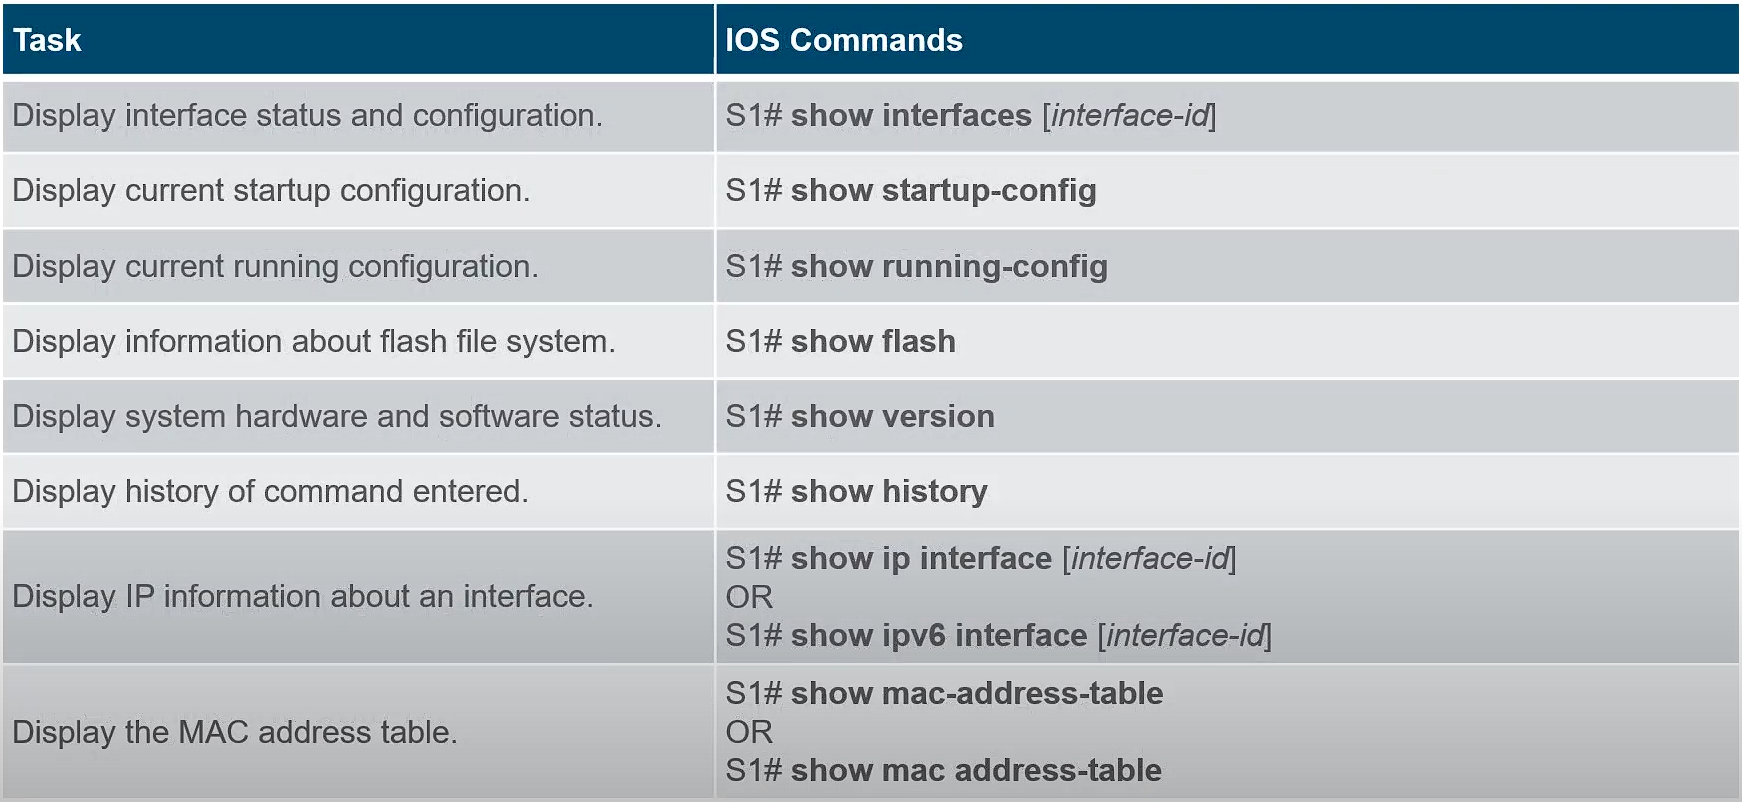 Task
IOS Commands
Display interface status and configuration.
S1# show interfaces [interface-id]
Display current startup configuration.
S1# show startup-config
Display current running configuration.
S1# show running-config
Display information about flash file system.
S1# show flash
Display system hardware and software status.
S1# show version
Display history of command entered.
S1# show history
Display IP information about an interface.
S1# show ip interface [interface-id]
OR
S1# show ipv6 interface [interface-id]
Display the MAC address table.
S1# show mac-address-table
OR
S1# show mac address-table